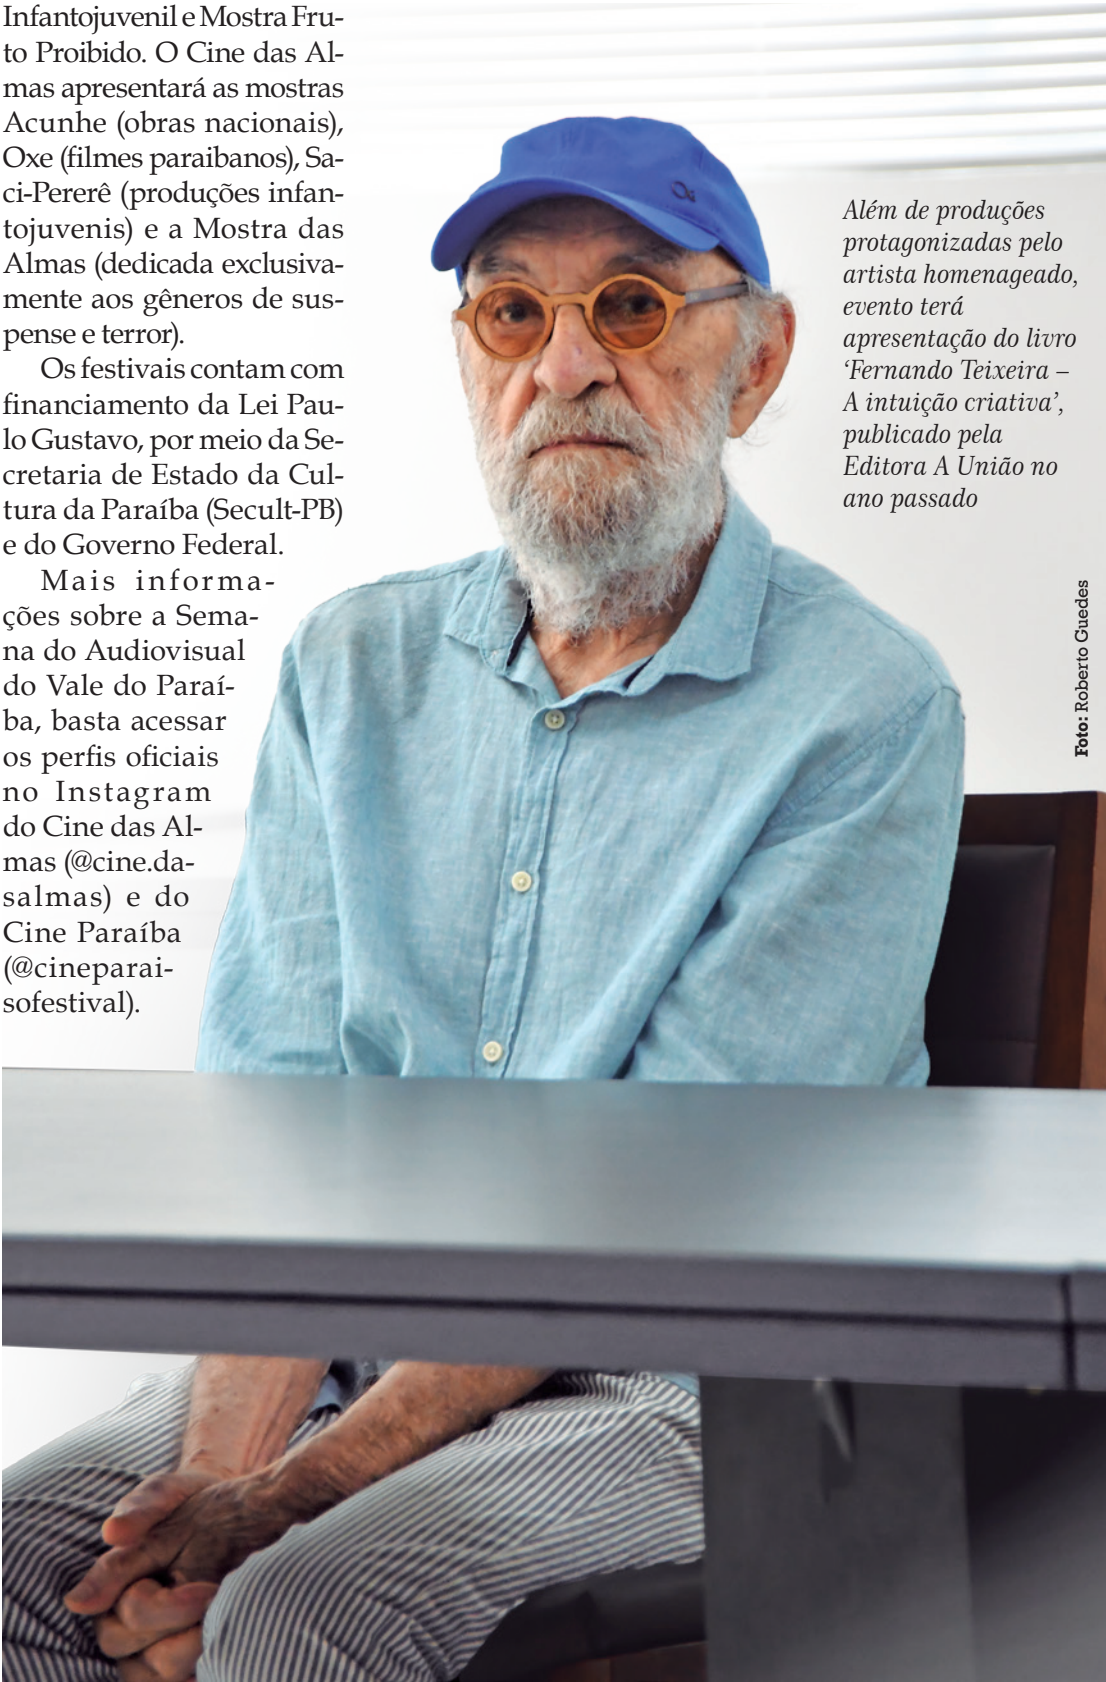 Infantojuvenil e Mostra Fru-
to Proibido. O Cine das Al-
mas apresentará as mostras
Acunhe (obras nacionais),
Oxe (filmes paraibanos), Sa-
ci-Pererê (produções infan-
tojuvenis) e a Mostra das
Almas (dedicada exclusiva-
mente aos gêneros de sus-
pense e terror).
Os festivais contam com
financiamento da Lei Pau-
lo Gustavo, por meio da Se-
cretaria de Estado da Cul-
tura da Paraíba (Secult-PB)
e do Governo Federal.
Mais informa-
ções sobre a Sema-
na do Audiovisual
do Vale do Paraí-
ba, basta acessar
os perfis oficiais
no Instagram
do Cine das Al-
mas (@cine.da-
salmas) e do
Cine Paraíba
(@cineparai-
sofestival).
Além de produções
protagonizadas pelo
artista homenageado,
evento terá
apresentação do livro
‘Fernando Teixeira –
A intuição criativa’,
publicado pela
Editora A União no
ano passado
Foto: Roberto Guedes